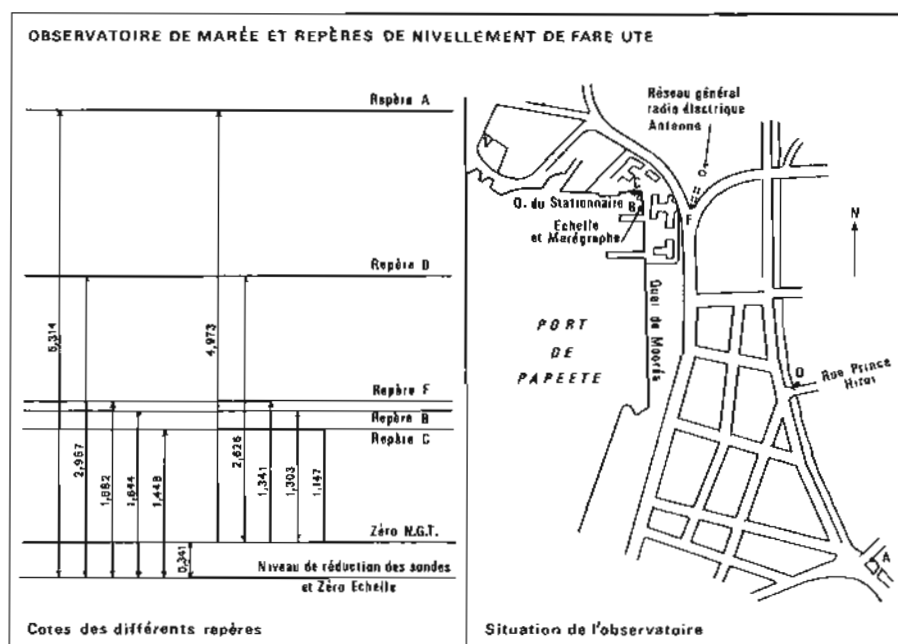 OBSERVATOIRE DE MARÉE ET REPÈRES DE NIVELLEMENT DE FARE UTE
Repère A
Repère D
Repère F
Repère B
Repère C
Zéro N.G.T.
Niveau de réduction des sondes
et Zéro Echelle
5,314
2,967
1,882
1,644
1,448
0,341
4,973
2,626
1,341
1,303
1,147
Cotes des différents repères
Réseau général
radio électrique
Antenne
Q. du Stationnaire
B
Echelle
et Marégraphe
F
N
Quai de Mooréa
PORT
DE
PAPEETE
D
Rue Prince
Hinoi
A
Situation de l'observatoire